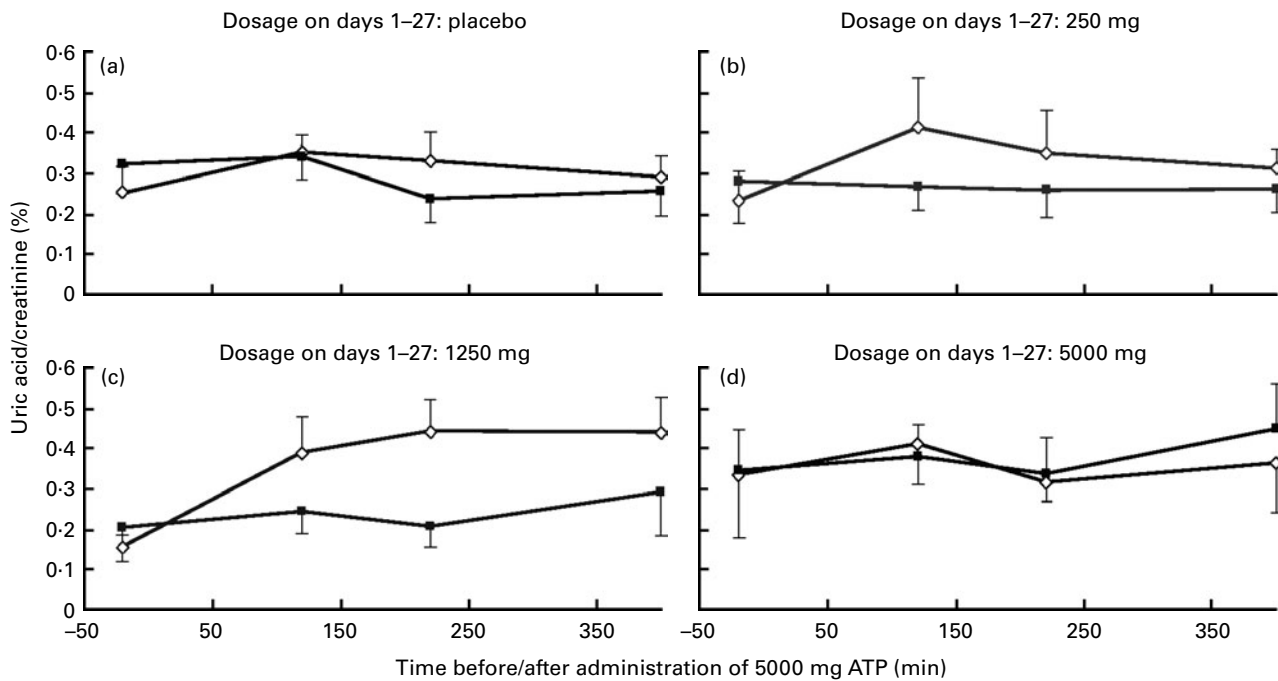 Dosage on days 1–27: placebo
Dosage on days 1–27: 250 mg
(a)
(b)
0·6
0·5
0·4
0·3
0·2
0·1
0
Dosage on days 1–27: 1250 mg
Dosage on days 1–27: 5000 mg
(c)
(d)
0·6
0·5
0·4
0·3
0·2
0·1
0
Uric acid/creatinine (%)
–50 50 150 250 350
–50 50 150 250 350
Time before/after administration of 5000 mg ATP (min)